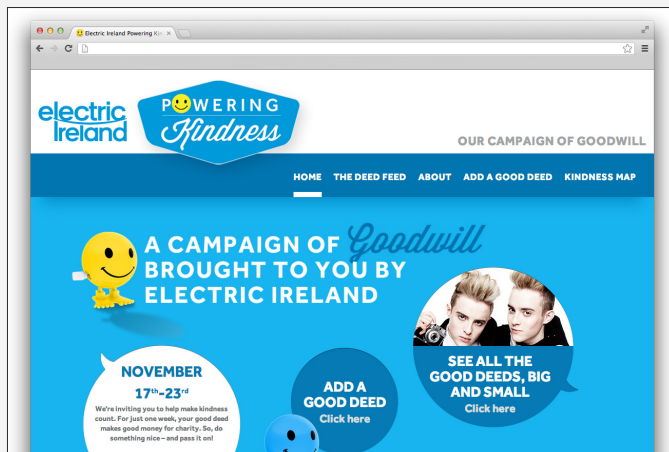 Electric Ireland Powering Kin
electric
Ireland
POWERING
Kindness
OUR CAMPAIGN OF GOODWILL
HOME THE DEED FEED ABOUT ADD A GOOD DEED KINDNESS MAP
A CAMPAIGN OF Goodwill
BROUGHT TO YOU BY
ELECTRIC IRELAND
NOVEMBER
17th-23rd
We're inviting you to help make kindness
count. For just one week, your good deed
makes good money for charity. So, do
something nice – and pass it on!
ADD A
GOOD DEED
Click here
SEE ALL THE
GOOD DEEDS, BIG
AND SMALL
Click here